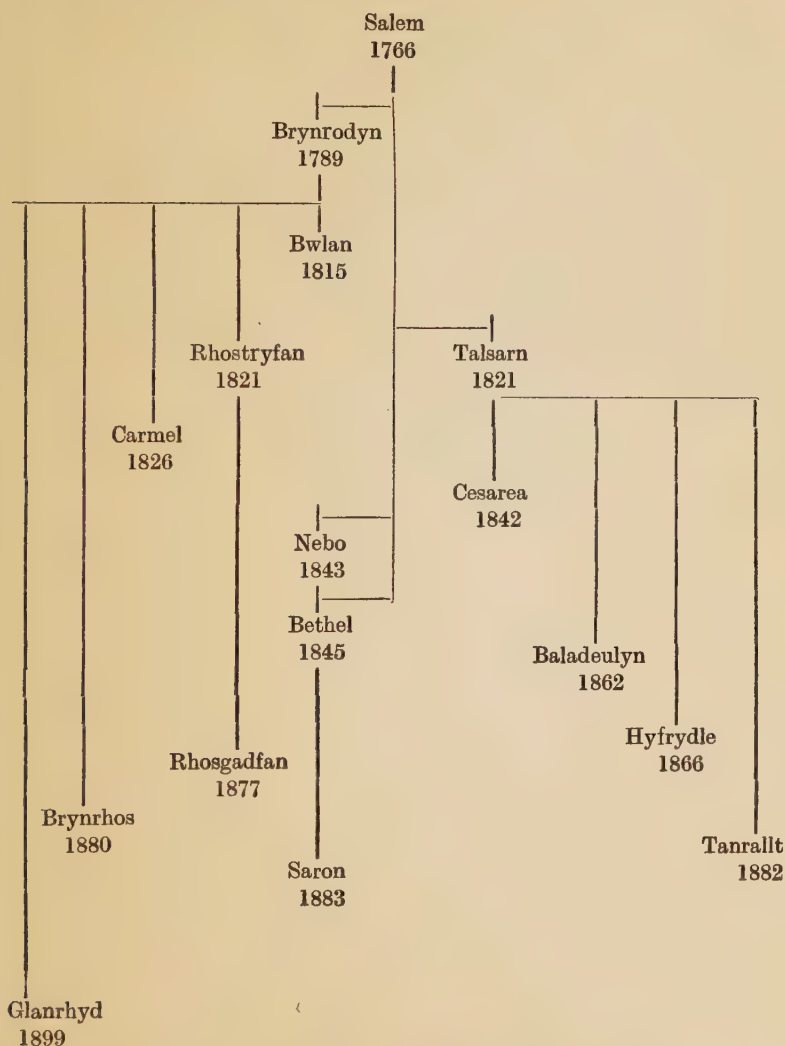 Salem
1766
Brynrodyn
1789
Bwlan
1815
Rhostryfan
1821
Talsarn
1821
Carmel
1826
Cesarea
1842
Nebo
1843
Bethel
1845
Baladeulyn
1862
Hyfrydle
1866
Rhosgadfan
1877
Brynrhos
1880
Tanrallt
1882
Saron
1883
Glanrhyd
1899